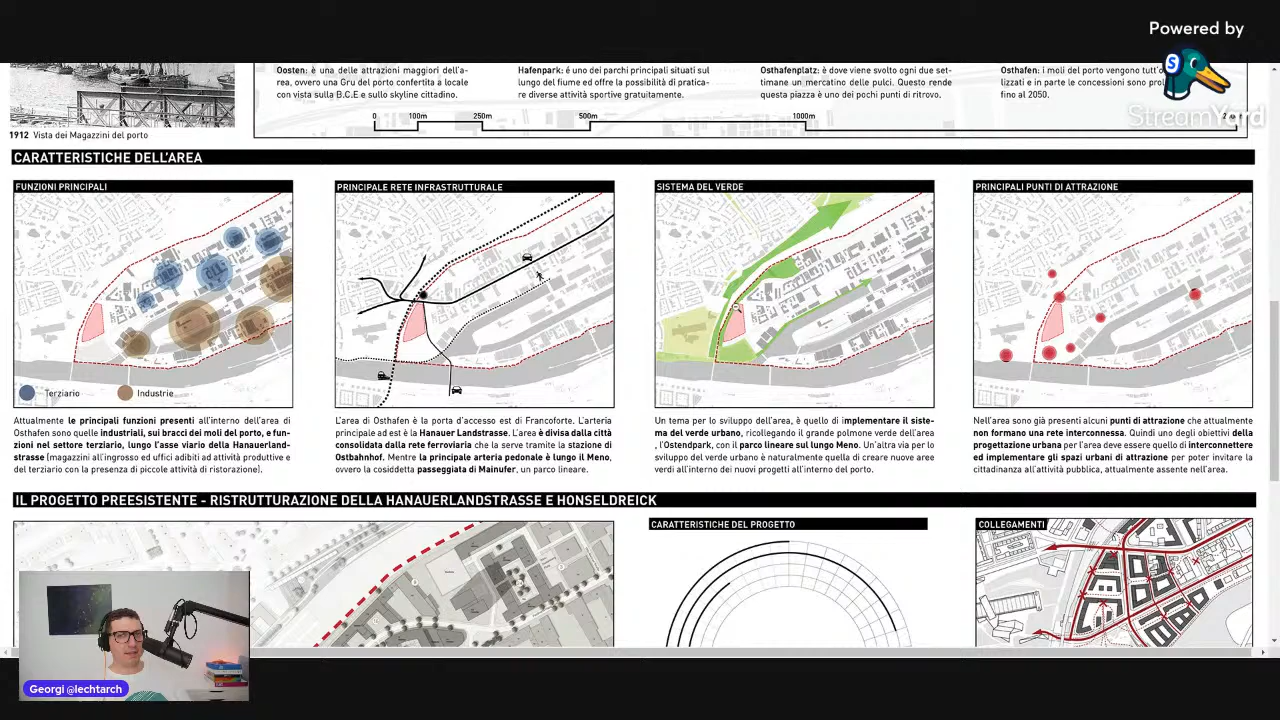 Powered by
StreamYard
Oosten: è una delle attrazioni maggiori dell'a-
rea, ovvero una Gru del porto confertita a locale
con vista sulla B.C.E e sullo skyline cittadino.
Hafenpark: è uno dei parchi principali situati sul
lungo del fiume ed offre la possibilità di pratica-
re diverse attività sportive gratuitamente.
Osthafenplatz: è dove viene svolto ogni due set-
timane un mercatino delle pulci. Questo rende
questa piazza è uno dei pochi punti di ritrovo.
Osthafen: i moli del porto vengono
lizzati e in parte le concessioni sono
fino al 2050.
0 100m 250m 500m 1000m
1912 Vista dei Magazzini del porto
CARATTERISTICHE DELL'AREA
FUNZIONI PRINCIPALI
Terziario
Industrie
Attualmente le principali funzioni presenti all'interno dell'area di
Osthafen sono quelle industriali, sui bracci dei moli del porto, e fun-
zioni nel settore terziario, lungo l'asse viario della Hanauerland-
strasse (magazzini all'ingrosso ed uffici adibiti ad attività produttive e
del terziario con la presenza di piccole attività di ristorazione).
PRINCIPALE RETE INFRASTRUTTURALE
L'area di Osthafen è la porta d'accesso est di Francoforte. L'arteria
principale ad est è la Hanauer Landstrasse. L'area è divisa dalla città
consolidata dalla rete ferroviaria che la serve tramite la stazione di
Ostbahnhof. Mentre la principale arteria pedonale è lungo il Meno,
ovvero la cosiddetta passeggiata di Mainufer, un parco lineare.
SISTEMA DEL VERDE
Un tema per lo sviluppo dell'area, è quello di implementare il siste-
ma del verde urbano, ricollegando il grande polmone verde dell'area
, l'Ostendpark, con il parco lineare sul lungo Meno. Un'altra via per lo
sviluppo del verde urbano è naturalmente quella di creare nuove aree
verdi all'interno dei nuovi progetti all'interno del porto.
PRINCIPALI PUNTI DI ATTRAZIONE
Nell'area sono già presenti alcuni punti di attrazione che attualmente
non formano una rete interconnessa. Quindi uno degli obiettivi della
progettazione urbana per l'area deve essere quello di interconnettere
ed implementare gli spazi urbani di attrazione per poter invitare la
cittadinanza all'attività pubblica, attualmente assente nell'area.
IL PROGETTO PREESISTENTE - RISTRUTTURAZIONE DELLA HANAUERLANDSTRASSE E HONSELDREICK
CARATTERISTICHE DEL PROGETTO
COLLEGAMENTI
Georgi @lechtarch